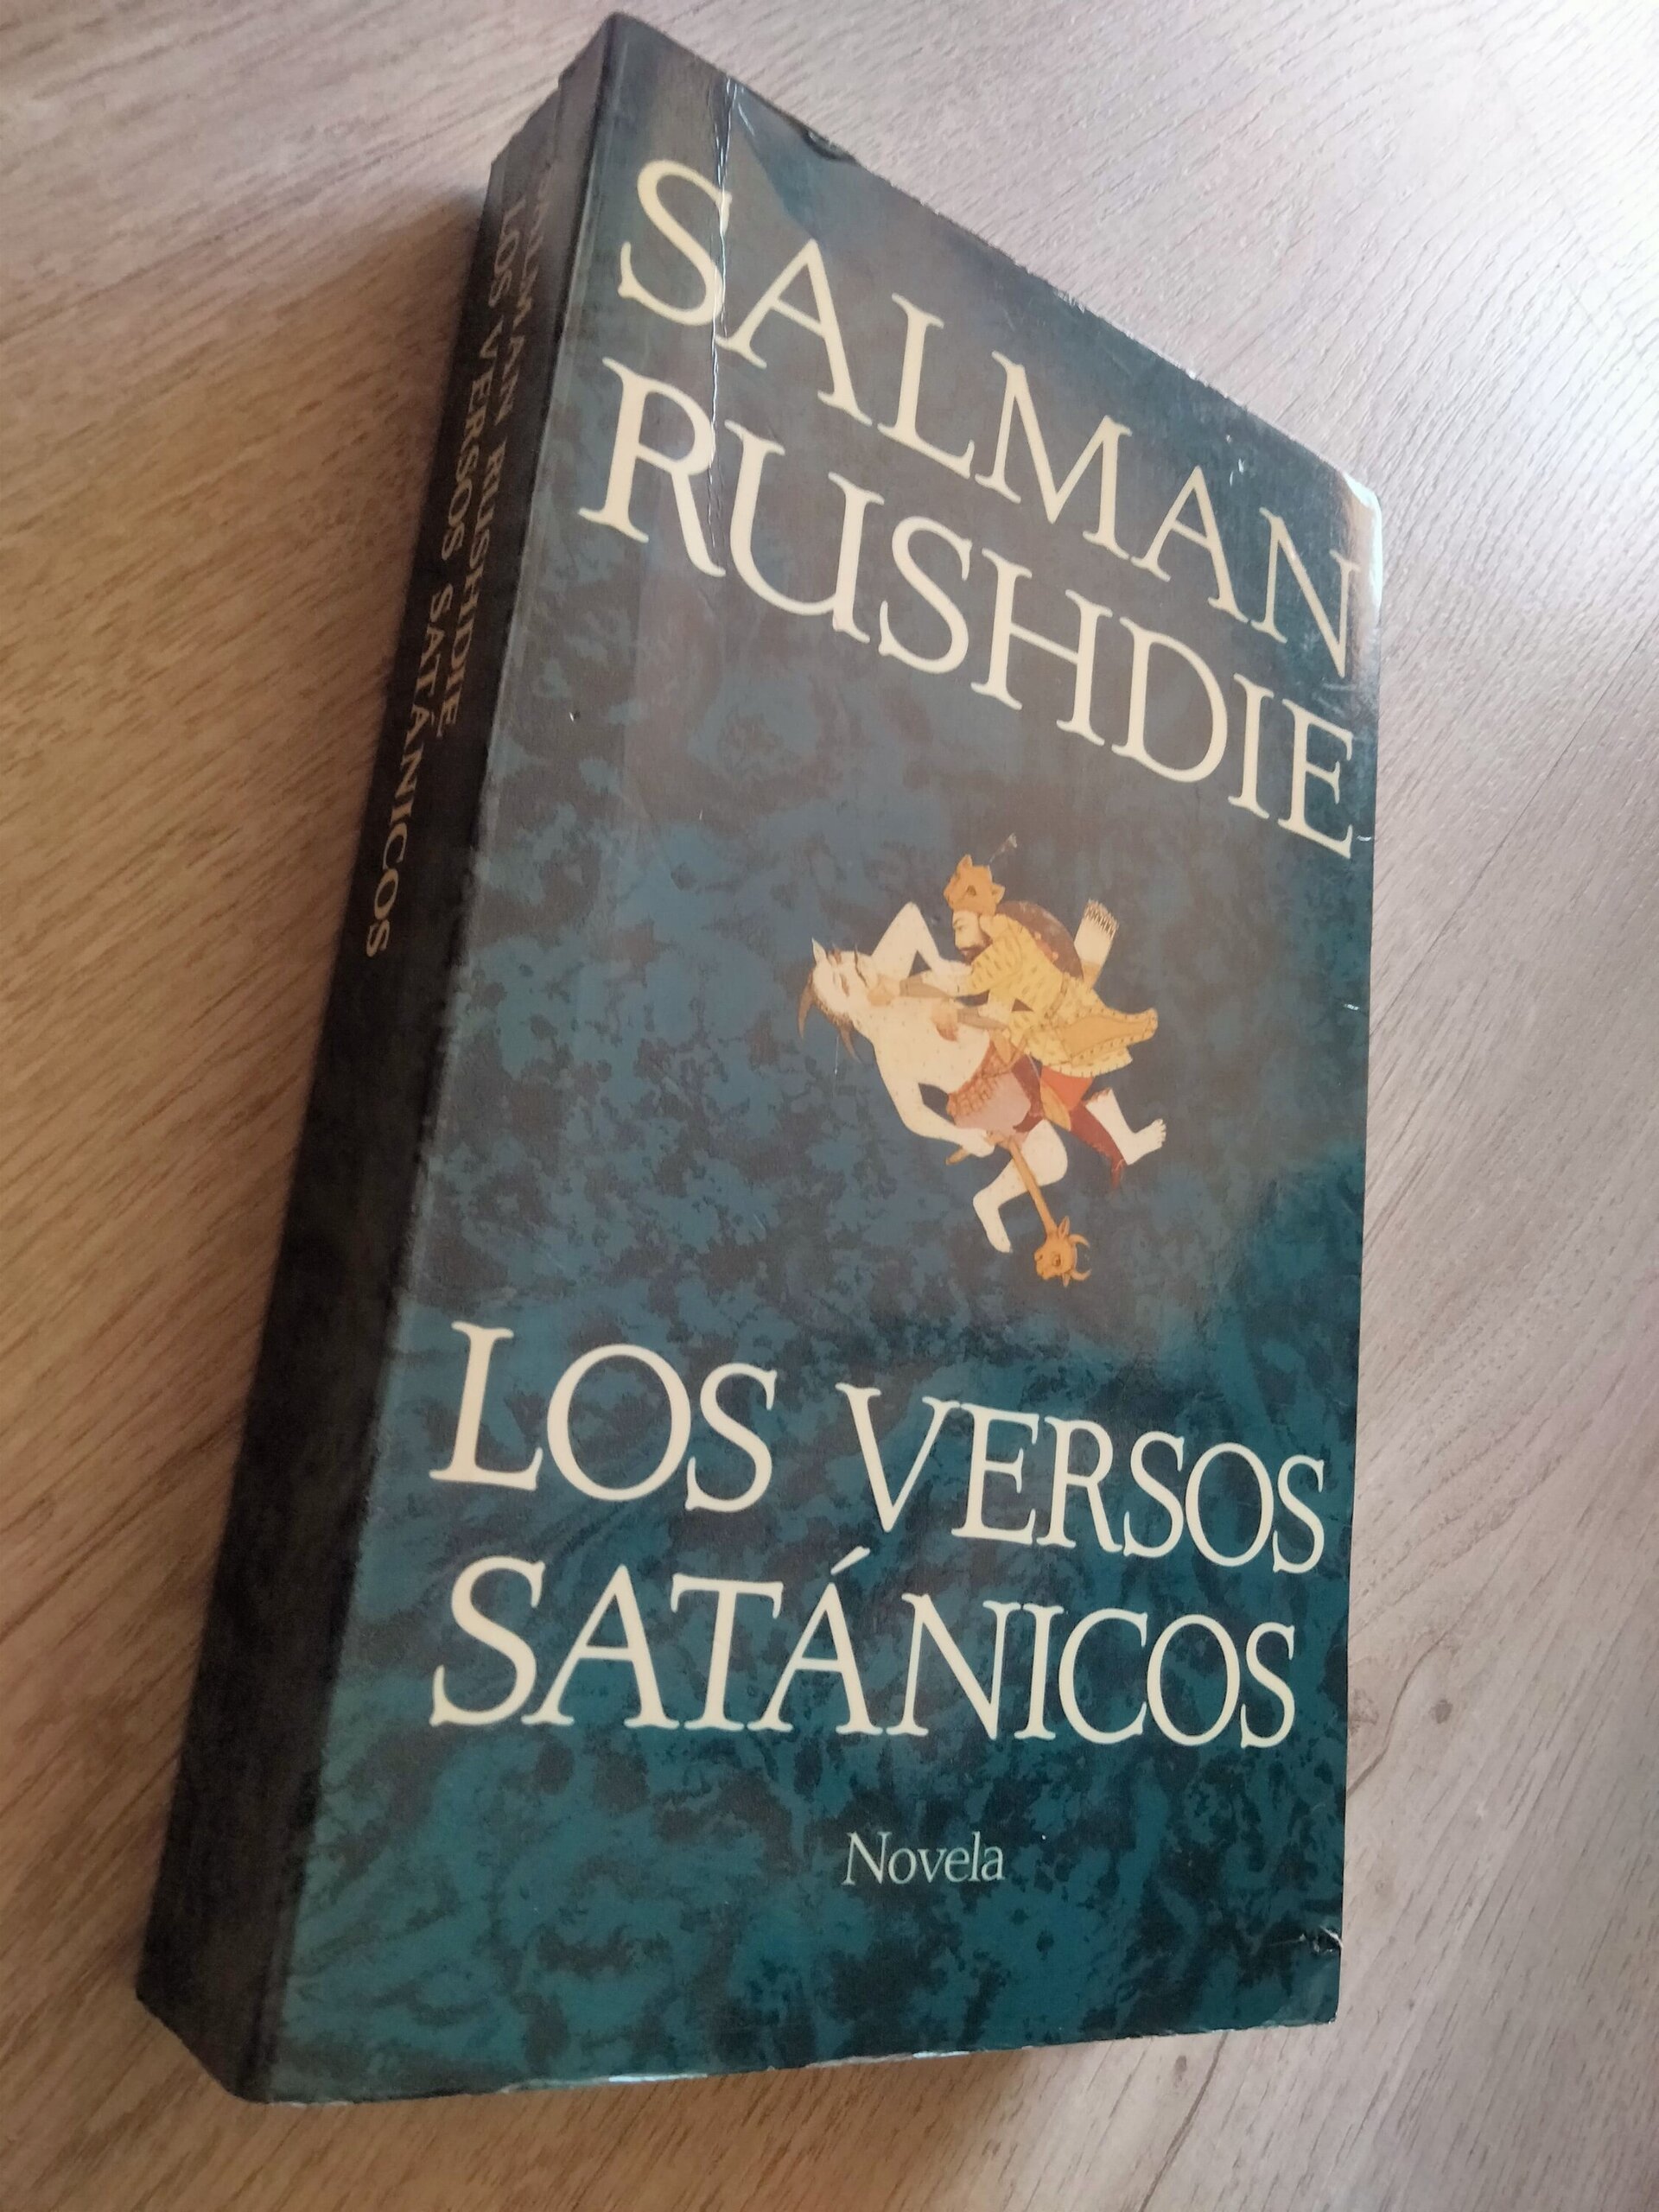 SALMAN
RUSHDIE
LOS VERSOS
SATÁNICOS
Novela
SALMAN RUSHDIE
LOS VERSOS SATÁNICOS